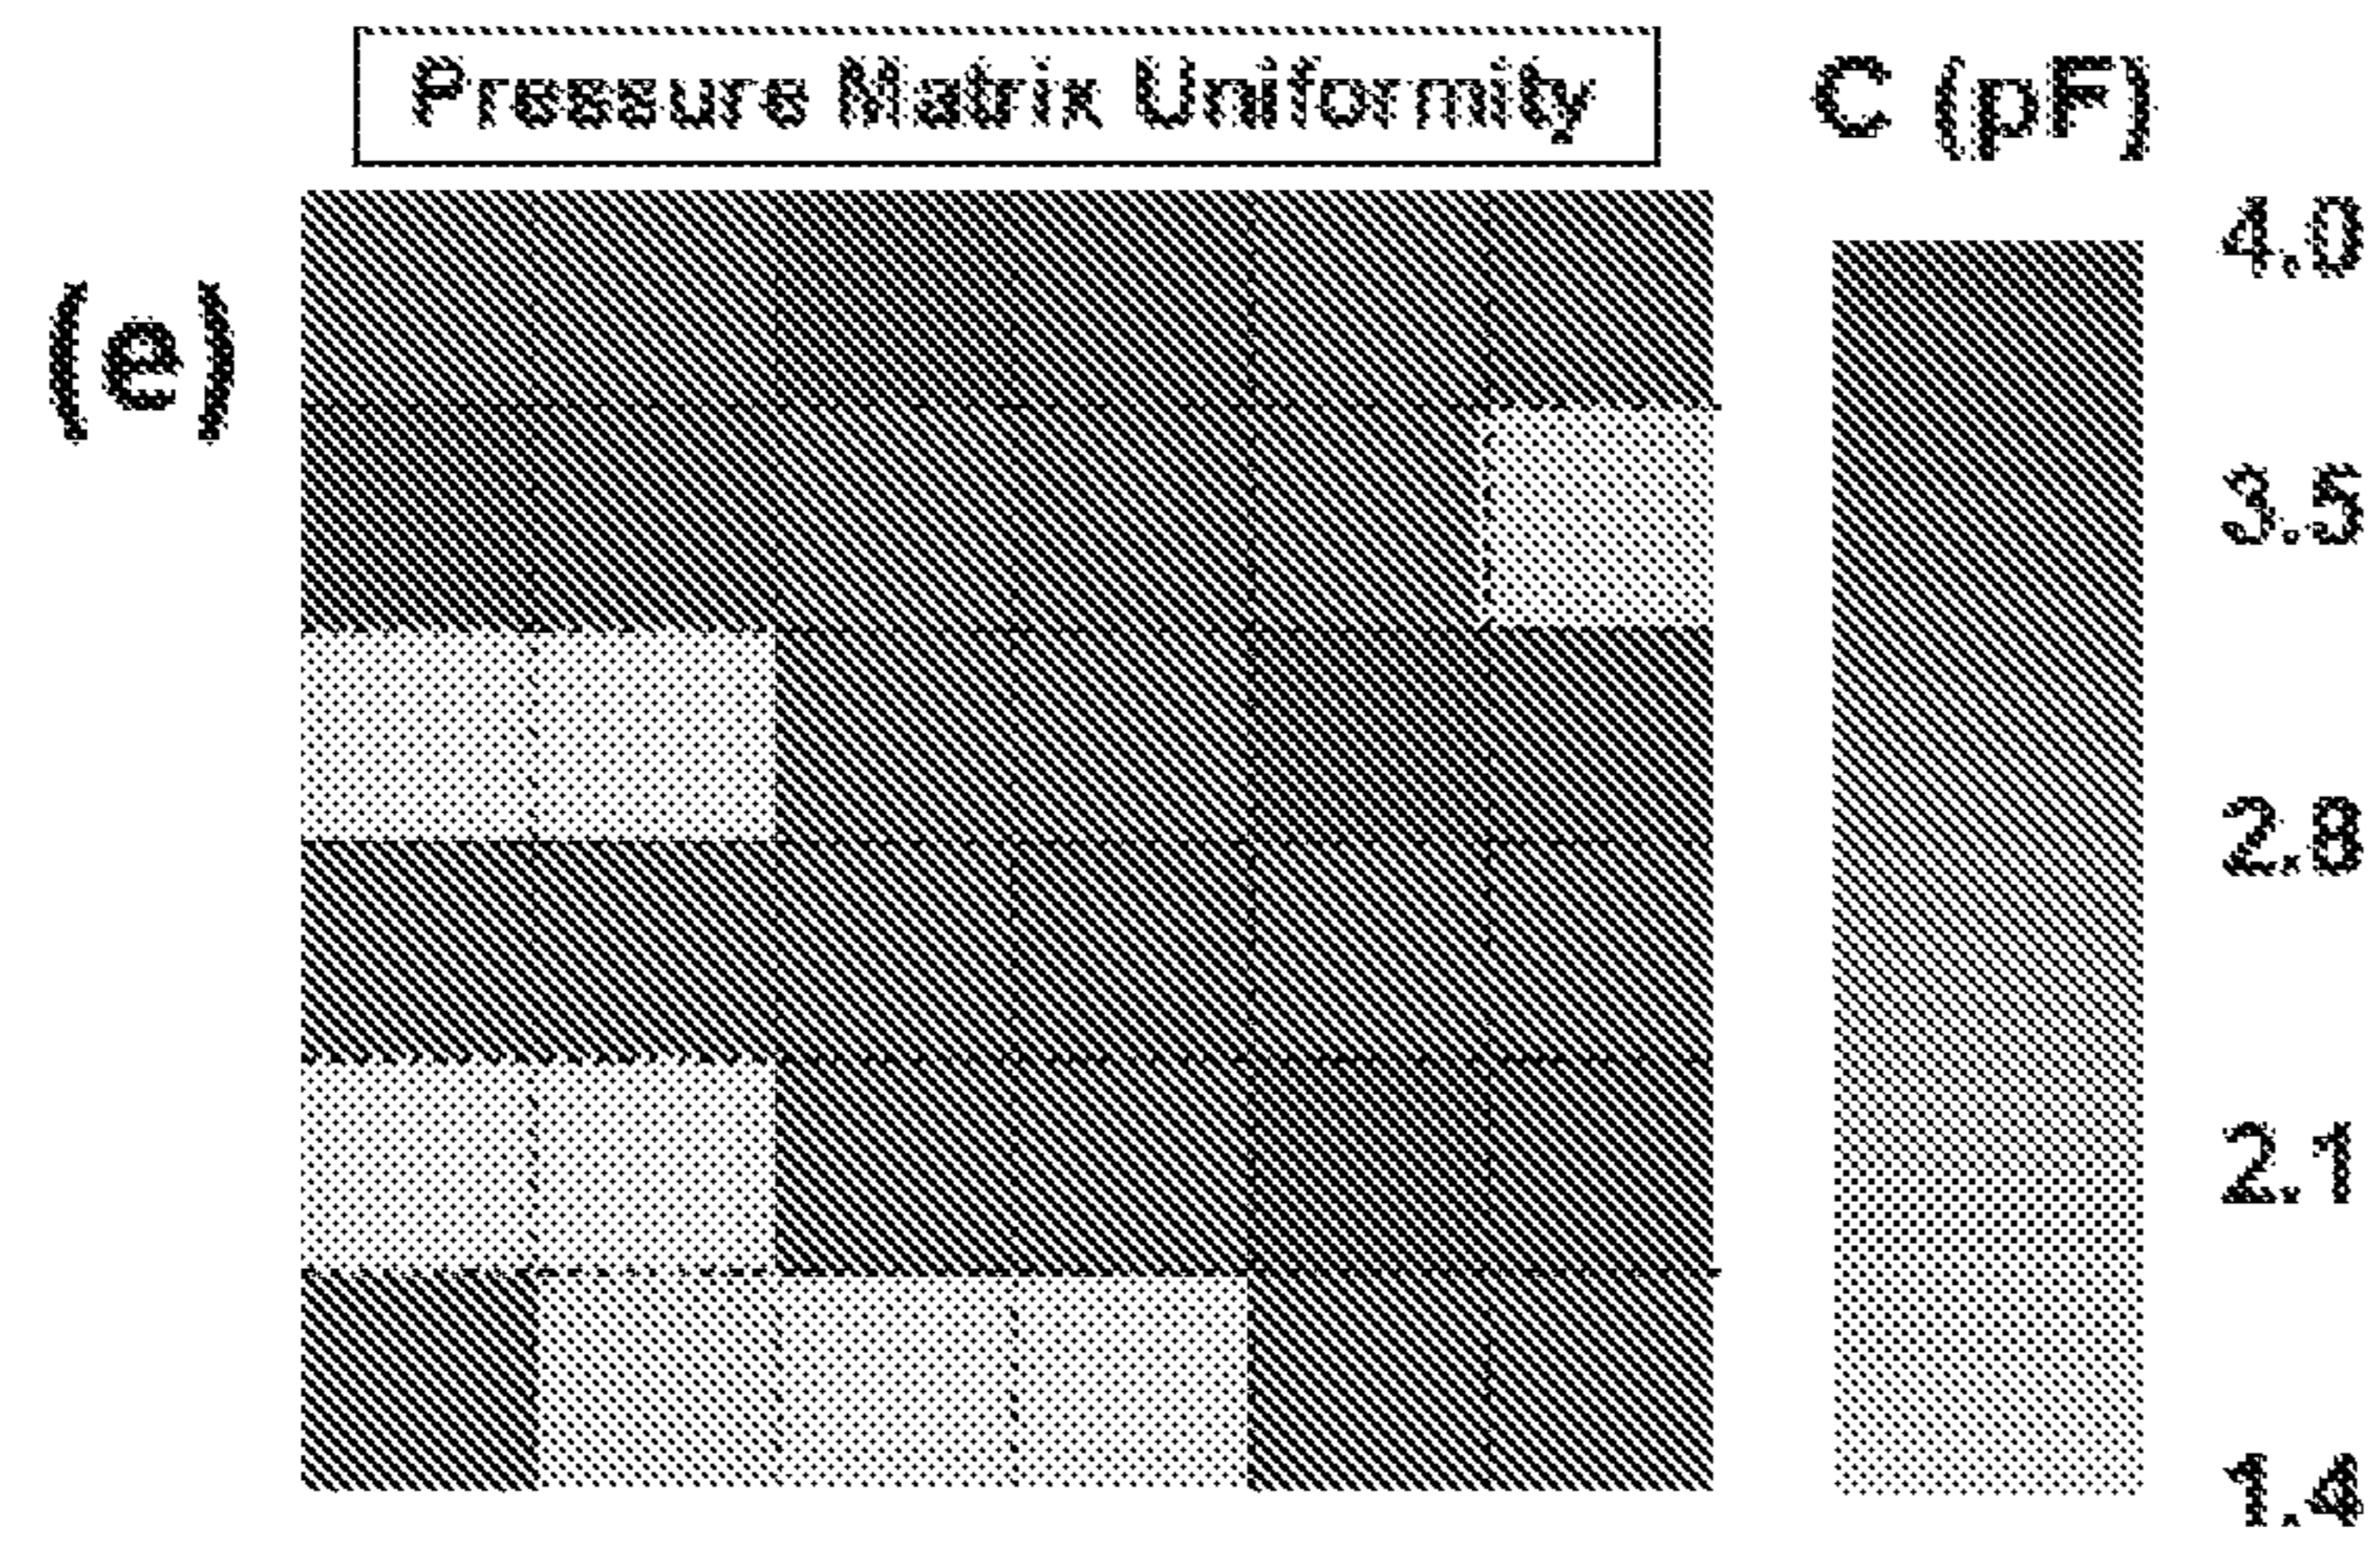 Pressure Matrix Uniformity
C (pF)
(e)
4.0
3.5
2.8
2.1
1.4